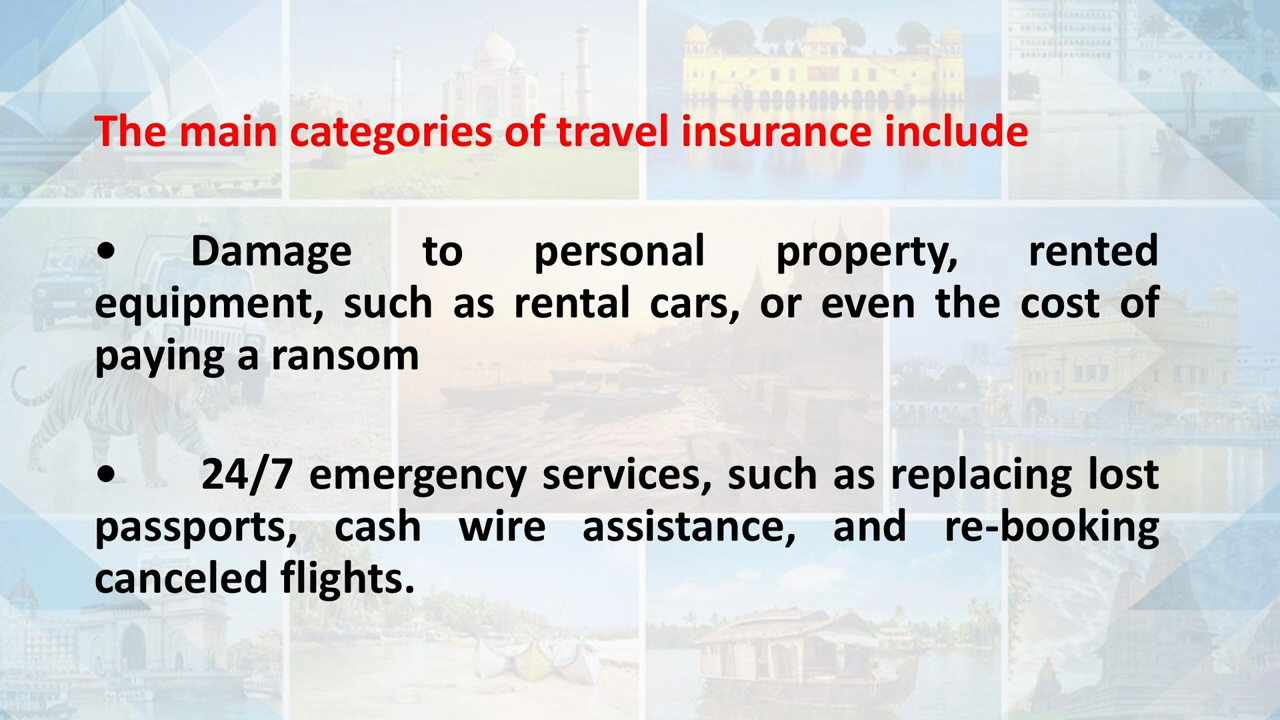 The main categories of travel insurance include
• Damage to personal property, rented
equipment, such as rental cars, or even the cost of
paying a ransom
• 24/7 emergency services, such as replacing lost
passports, cash wire assistance, and re-booking
canceled flights.